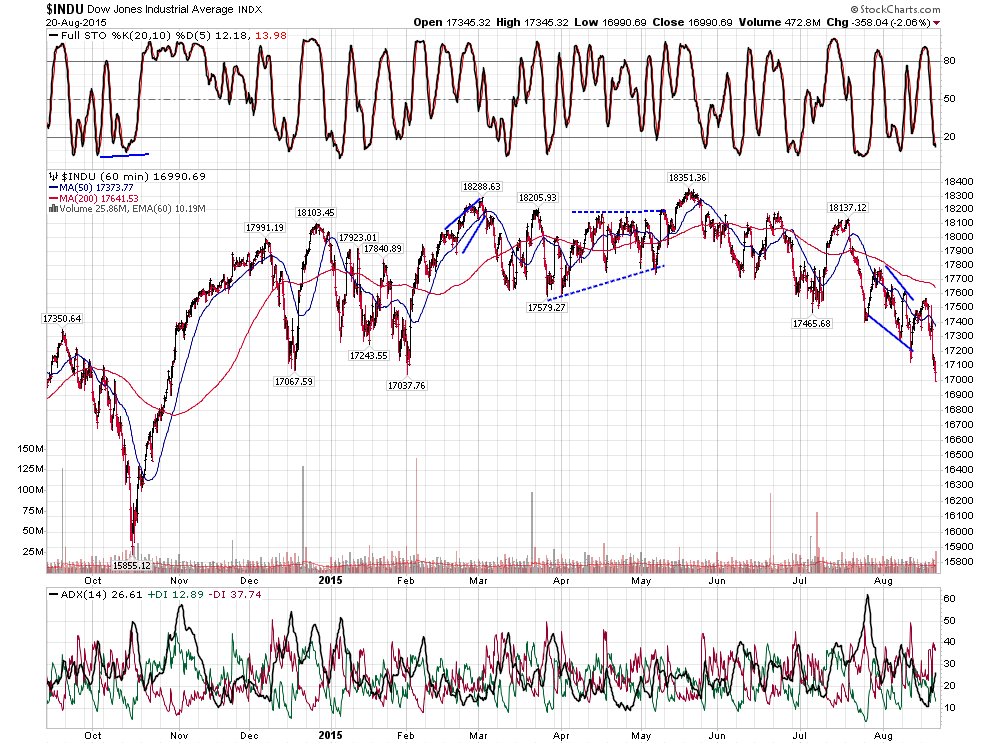 $INDU Dow Jones Industrial Average INDX
© StockCharts.com
20-Aug-2015
Open 17345.32 High 17345.32 Low 16990.69 Close 16990.69 Volume 472.8M Chg -358.04 (-2.06%)
Full STO %K(20,10) %D(5) 12.18, 13.98
80
50
20
$INDU (60 min) 16990.69
MA(50) 17373.77
MA(200) 17641.53
Volume 25.86M, EMA(60) 10.19M
18351.36
18288.63
18205.93
18137.12
18103.45
17991.19
17923.01
17840.89
17579.27
17465.68
17350.64
17243.55
17067.59
17037.76
15855.12
18400
18300
18200
18100
18000
17900
17800
17700
17600
17500
17400
17300
17200
17100
17000
16900
16800
16700
16600
16500
16400
16300
16200
16100
16000
15900
15800
150M
125M
100M
75M
50M
25M
Oct Nov Dec 2015 Feb Mar Apr May Jun Jul Aug
ADX(14) 26.61 +DI 12.89 -DI 37.74
60
50
40
30
20
10
Oct Nov Dec 2015 Feb Mar Apr May Jun Jul Aug